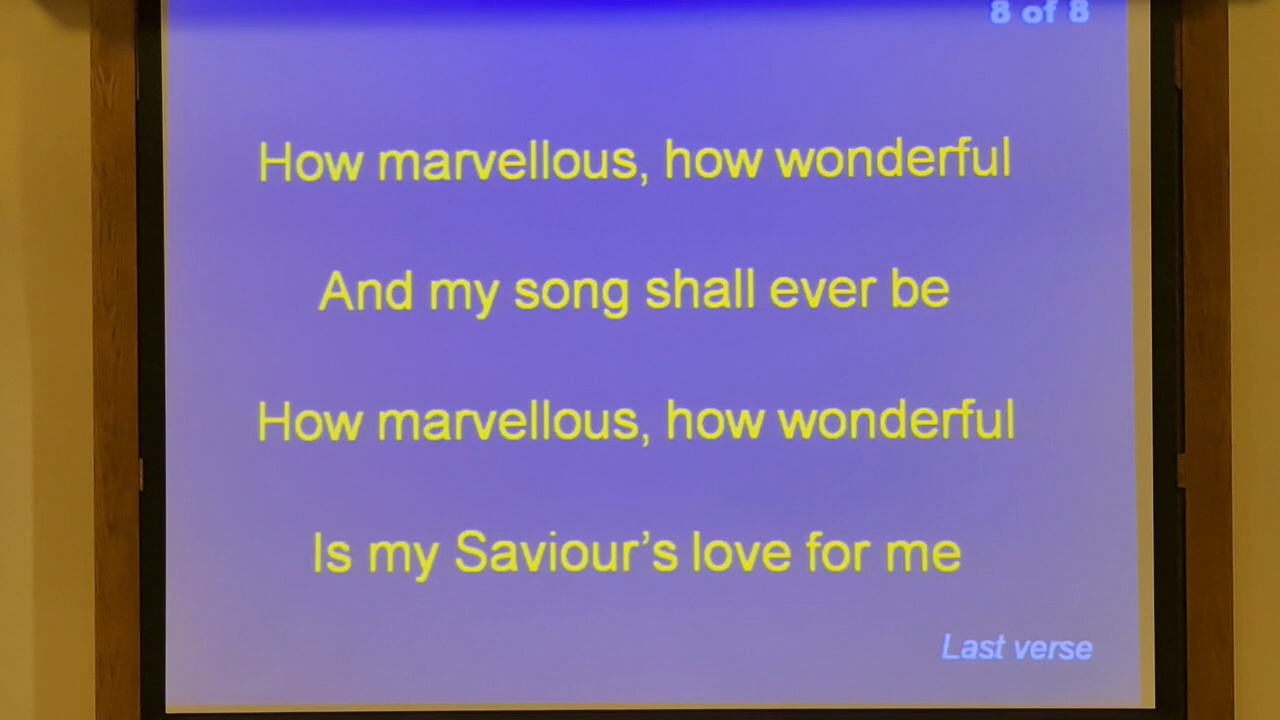 8 of 8
How marvellous, how wonderful
And my song shall ever be
How marvellous, how wonderful
Is my Saviour’s love for me
Last verse